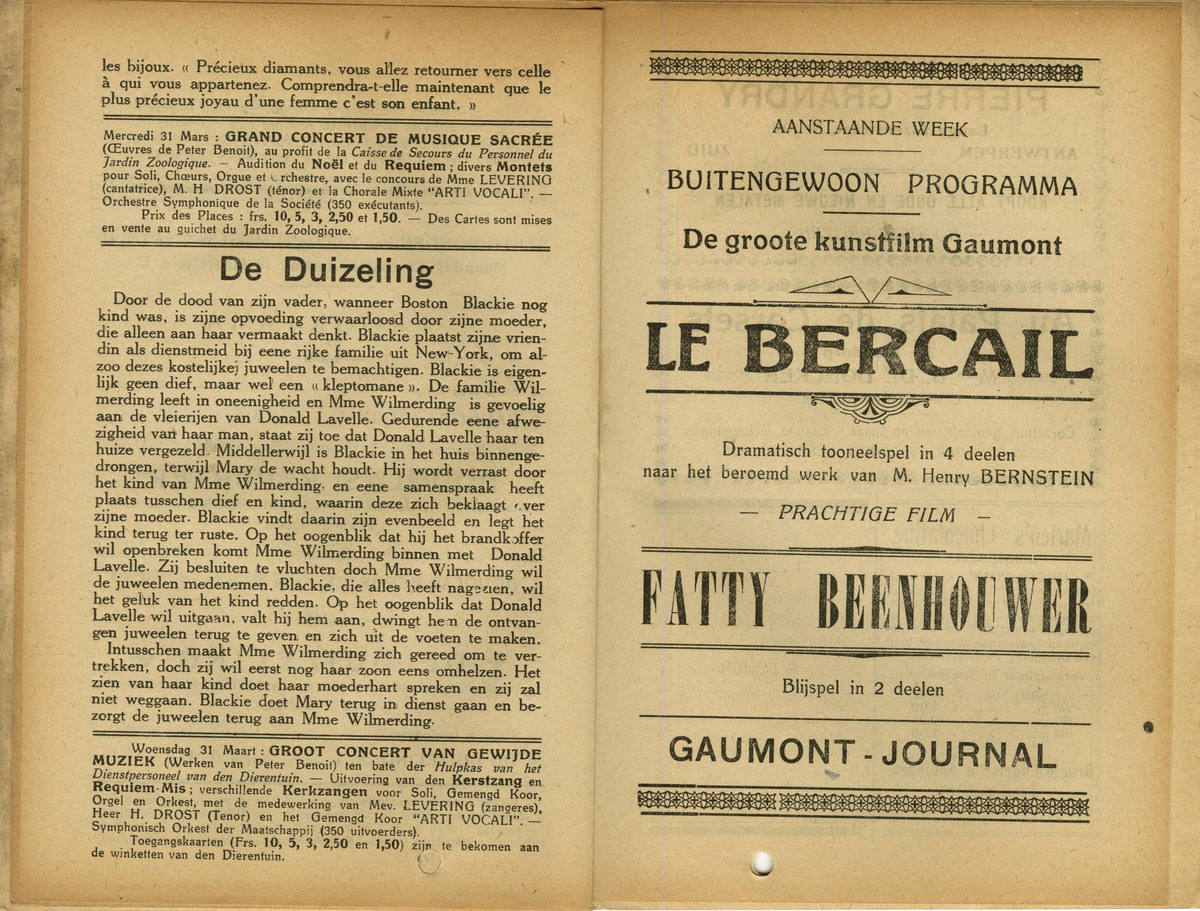 les bijoux. « Précieux diamants, vous allez retourner vers celle
à qui vous appartenez. Comprendra-t-elle maintenant que le
plus précieux joyau d'une femme c'est son enfant. »
Mercredi 31 Mars : GRAND CONCERT DE MUSIQUE SACRÉE
(Œuvres de Peter Benoit), au profit de la Caisse de Secours du Personnel du
Jardin Zoologique. — Audition du Noël et du Requiem ; divers Montets
pour Soli, Chœurs, Orgue et rchestre, avec le concours de Mme LEVERING
(cantatrice), M. H DROST (ténor) et la Chorale Mixte "ARTI VOCALI". —
Orchestre Symphonique de la Société (350 exécutants).
Prix des Places : frs. 10, 5, 3, 2,50 et 1,50. — Des Cartes sont mises
en vente au guichet du Jardin Zoologique.
De Duizeling
Door de dood van zijn vader, wanneer Boston Blackie nog
kind was, is zijne opvoeding verwaarloosd door zijne moeder,
die alleen aan haar vermaakt denkt. Blackie plaatst zijne vrien-
din als dienstmeid bij eene rijke familie uit New-York, om al-
zoo dezes kostelijkej juweelen te bemachtigen. Blackie is eigen-
lijk geen dief, maar wel een « kleptomane ». De familie Wil-
merding leeft in oneenigheid en Mme Wilmerding is gevoelig
aan de vleierijen van Donald Lavelle. Gedurende eene afwe-
zigheid van haar man, staat zij toe dat Donald Lavelle haar ten
huize vergezeld. Middellerwijl is Blackie in het huis binnenge-
drongen, terwijl Mary de wacht houdt. Hij wordt verrast door
het kind van Mme Wilmerding. en eene samenspraak heeft
plaats tusschen dief en kind, waarin deze zich beklaagt over
zijne moeder. Blackie vindt daarin zijn evenbeeld en legt het
kind terug ter ruste. Op het oogenblik dat hij het brandkoffer
wil openbreken komt Mme Wilmerding binnen met Donald
Lavelle. Zij besluiten te vluchten doch Mme Wilmerding wil
de juweelen medenemen. Blackie, die alles heeft nagezien, wil
het geluk van het kind redden. Op het oogenblik dat Donald
Lavelle wil uitgaan, valt hij hem aan, dwingt hem de ontvan-
gen juweelen terug te geven en zich uit de voeten te maken.
Intusschen maakt Mme Wilmerding zich gereed om te ver-
trekken, doch zij wil eerst nog haar zoon eens omhelzen. Het
zien van haar kind doet haar moederhart spreken en zij zal
niet weggaan. Blackie doet Mary terug in dienst gaan en be-
zorgt de juweelen terug aan Mme Wilmerding.
Woensdag 31 Maart : GROOT CONCERT VAN GEWIJDE
MUZIEK (Werken van Peter Benoit) ten bate der Hulpkas van het
Dienstpersoneel van den Dierentuin. — Uitvoering van den Kerstzang en
Requiem-Mis ; verschillende Kerkzangen voor Soli, Gemengd Koor,
Orgel en Orkest, met de medewerking van Mev. LEVERING (zangeres),
Heer H. DROST (Tenor) en het Gemengd Koor "ARTI VOCALI". —
Symphonisch Orkest der Maatschappij (350 uitvoerders).
Toegangskaarten (Frs. 10, 5, 3, 2,50 en 1,50) zijn te bekomen aan
de winketten van den Dierentuin.
AANSTAANDE WEEK
BUITENGEWOON PROGRAMMA
De groote kunstfilm Gaumont
LE BERCAIL
Dramatisch tooneelspel in 4 deelen
naar het beroemd werk van M. Henry BERNSTEIN
— PRACHTIGE FILM —
FATTY BEENHOUWER
Blijspel in 2 deelen
GAUMONT - JOURNAL